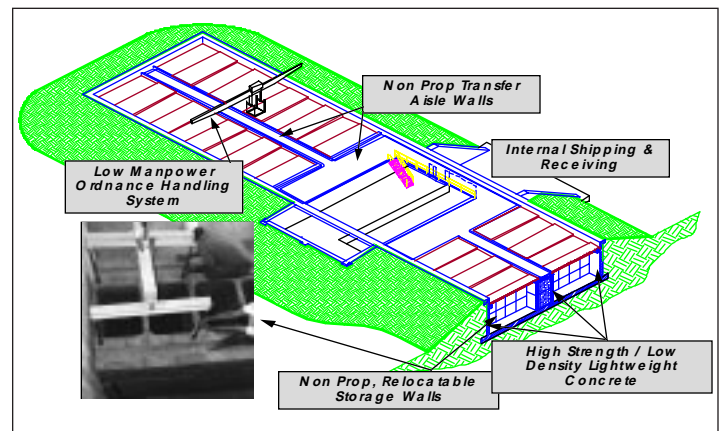 Non Prop Transfer
Aisle Walls
Internal Shipping &
Receiving
Low Manpower
Ordnance Handling
System
High Strength / Low
Density Lightweight
Concrete
Non Prop, Relocatable
Storage Walls